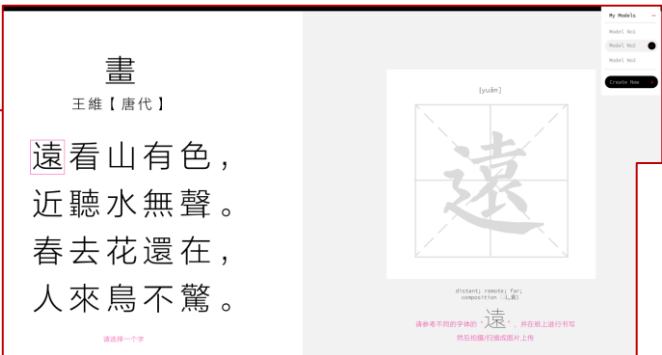 畫
王維【唐代】
遠看山有色，
近聽水無聲。
春去花還在，
人來鳥不驚。
请选择一个字
[yuǎn]
遠
distant; remote; far;
composition
请参考不同的字体的“遠”，并在纸上进行书写
然后拍摄/扫描成图片上传
My Models
Model No1
Model No2
Model No3
Create New